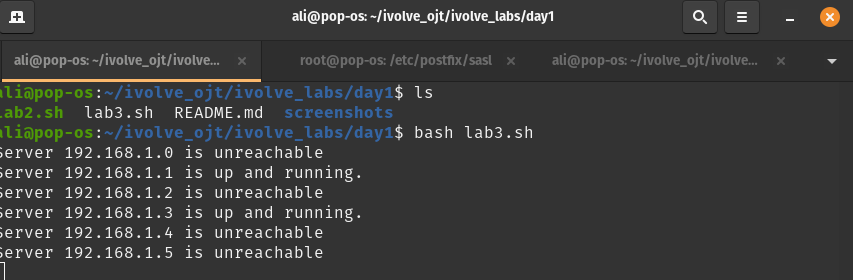 ali@pop-os: ~/ivolve_ojt/ivolve_labs/day1
ali@pop-os: ~/ivolve_ojt/ivolve...
root@pop-os: /etc/postfix/sasl
ali@pop-os: ~/ivolve_ojt/ivolve...
ali@pop-os:~/ivolve_ojt/ivolve_labs/day1$ ls
lab2.sh lab3.sh README.md screenshots
ali@pop-os:~/ivolve_ojt/ivolve_labs/day1$ bash lab3.sh
Server 192.168.1.0 is unreachable
Server 192.168.1.1 is up and running.
Server 192.168.1.2 is unreachable
Server 192.168.1.3 is up and running.
Server 192.168.1.4 is unreachable
Server 192.168.1.5 is unreachable